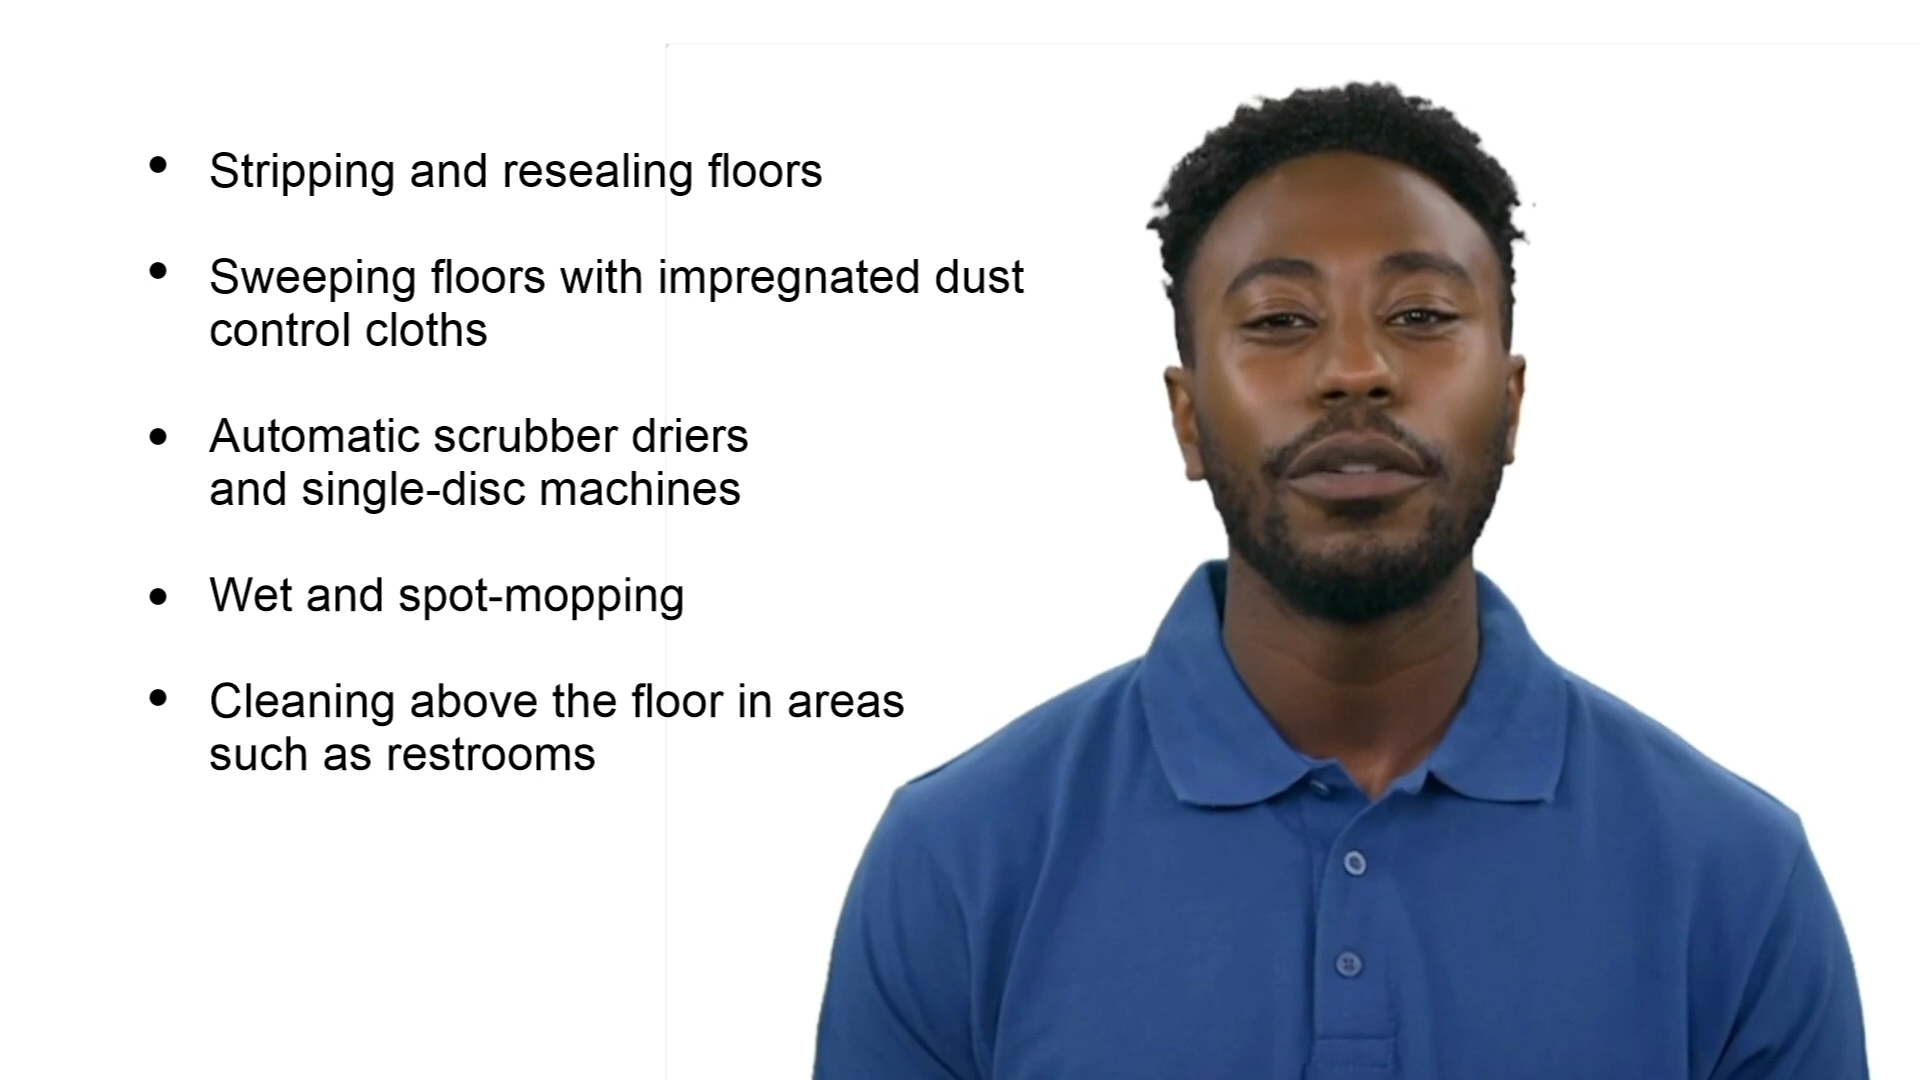 • Stripping and resealing floors
• Sweeping floors with impregnated dust
control cloths
• Automatic scrubber driers
and single-disc machines
• Wet and spot-mopping
• Cleaning above the floor in areas
such as restrooms